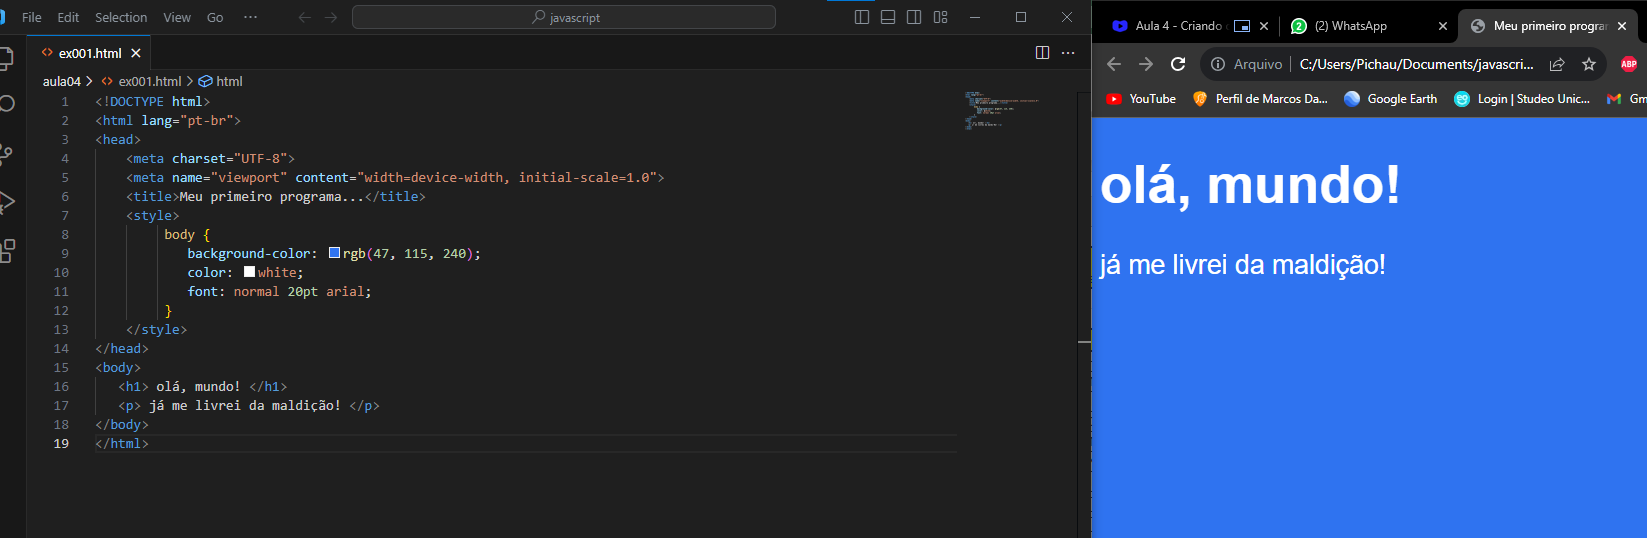 File Edit Selection View Go ··· javascript
ex001.html
aula04 > ex001.html > html
1 <!DOCTYPE html>
2 <html lang="pt-br">
3 <head>
4 <meta charset="UTF-8">
5 <meta name="viewport" content="width=device-width, initial-scale=1.0">
6 <title>Meu primeiro programa...</title>
7 <style>
8 body {
9 background-color: rgb(47, 115, 240);
10 color: white;
11 font: normal 20pt arial;
12 }
13 </style>
14 </head>
15 <body>
16 <h1> olá, mundo! </h1>
17 <p> já me livrei da maldição! </p>
18 </body>
19 </html>
Aula 4 - Criando (2) WhatsApp Meu primeiro progra
Arquivo C:/Users/Pichau/Documents/javascri... ABP
YouTube Perfil de Marcos Da... Google Earth Login | Studeo Unic... Gm
olá, mundo!
já me livrei da maldição!